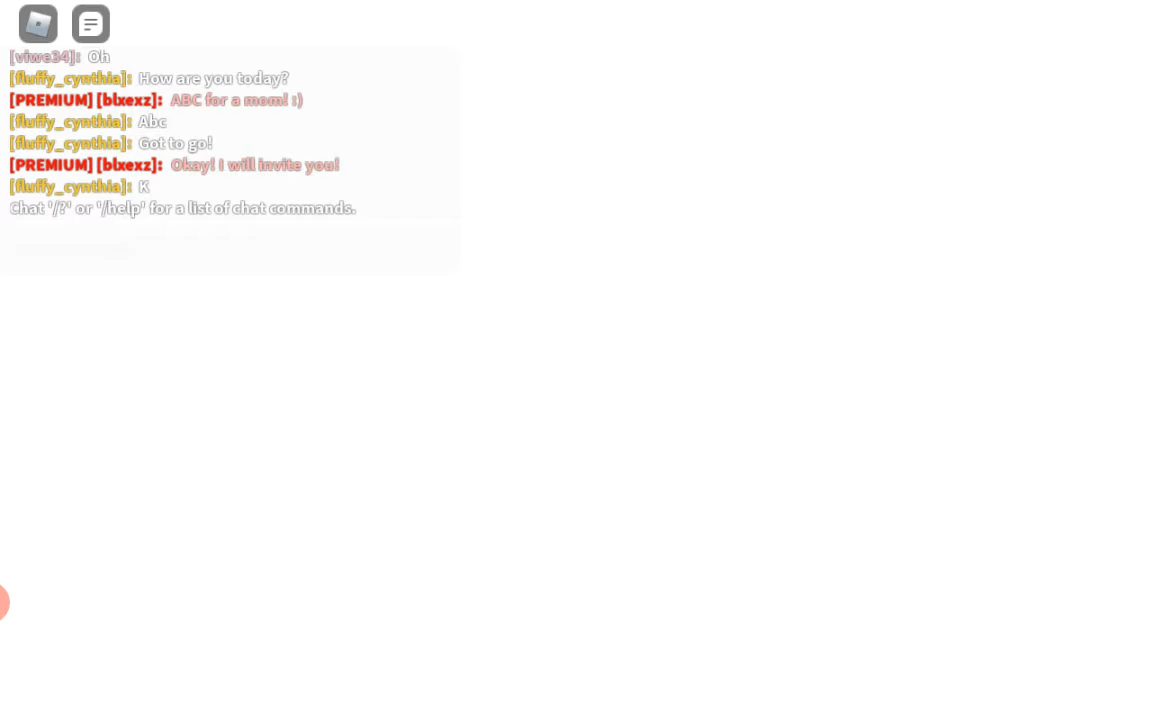 [viwe34]: Oh
[fluffy_cynthia]: How are you today?
[PREMIUM] [blxexz]: ABC for a mom! :)
[fluffy_cynthia]: Abc
[fluffy_cynthia]: Got to go!
[PREMIUM] [blxexz]: Okay! I will invite you!
[fluffy_cynthia]: K
Chat '/?' or '/help' for a list of chat commands.